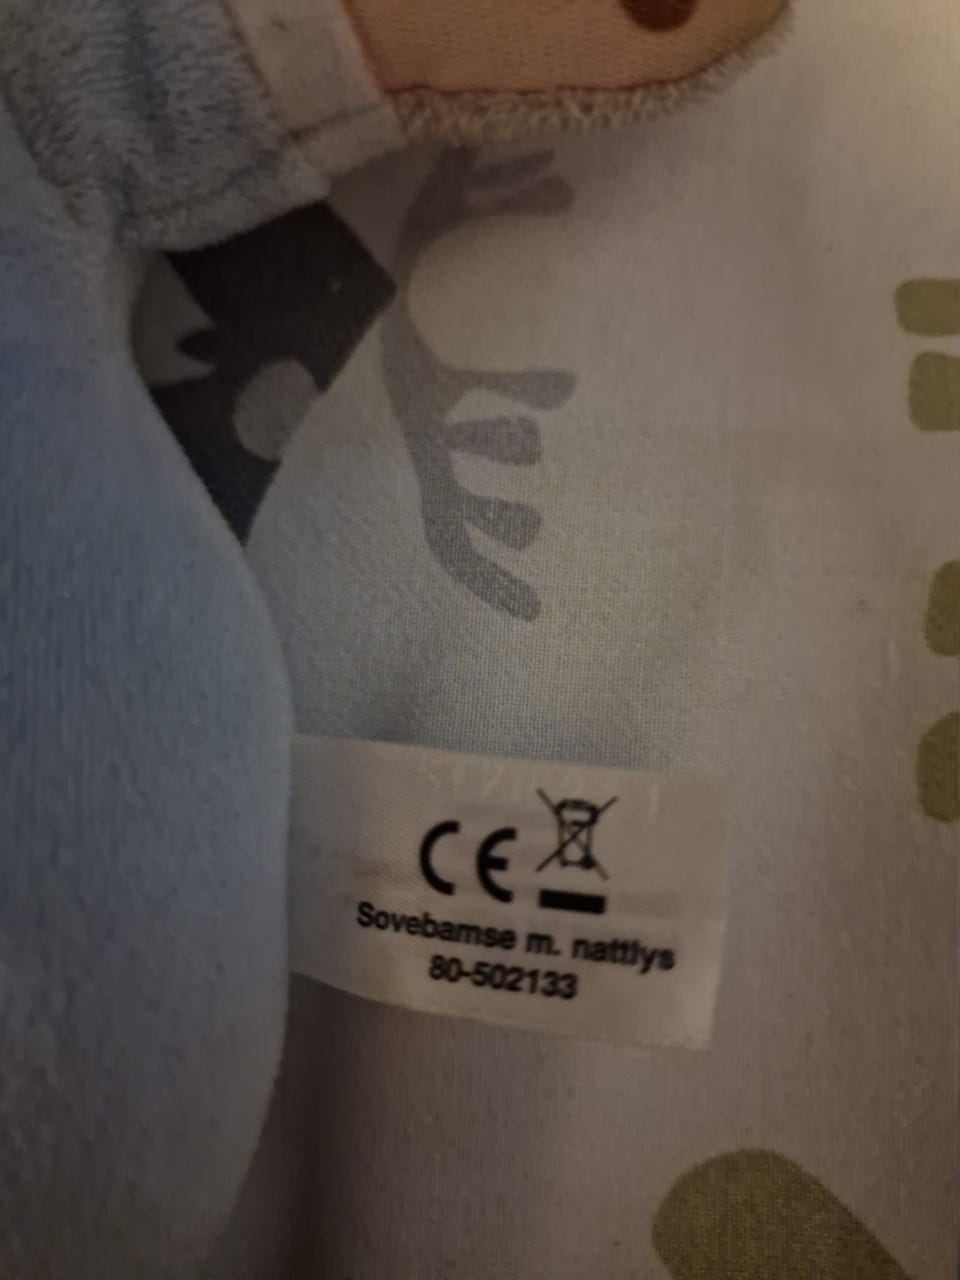 CE
Sovebamse m. nattlys
80-502133